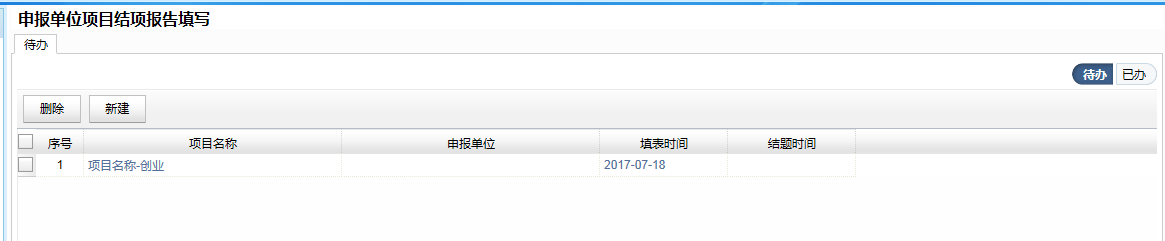 申报单位项目结项报告填写
待办
待办 已办
删除 新建
序号 项目名称 申报单位 填表时间 结题时间
1 项目名称-创业 2017-07-18